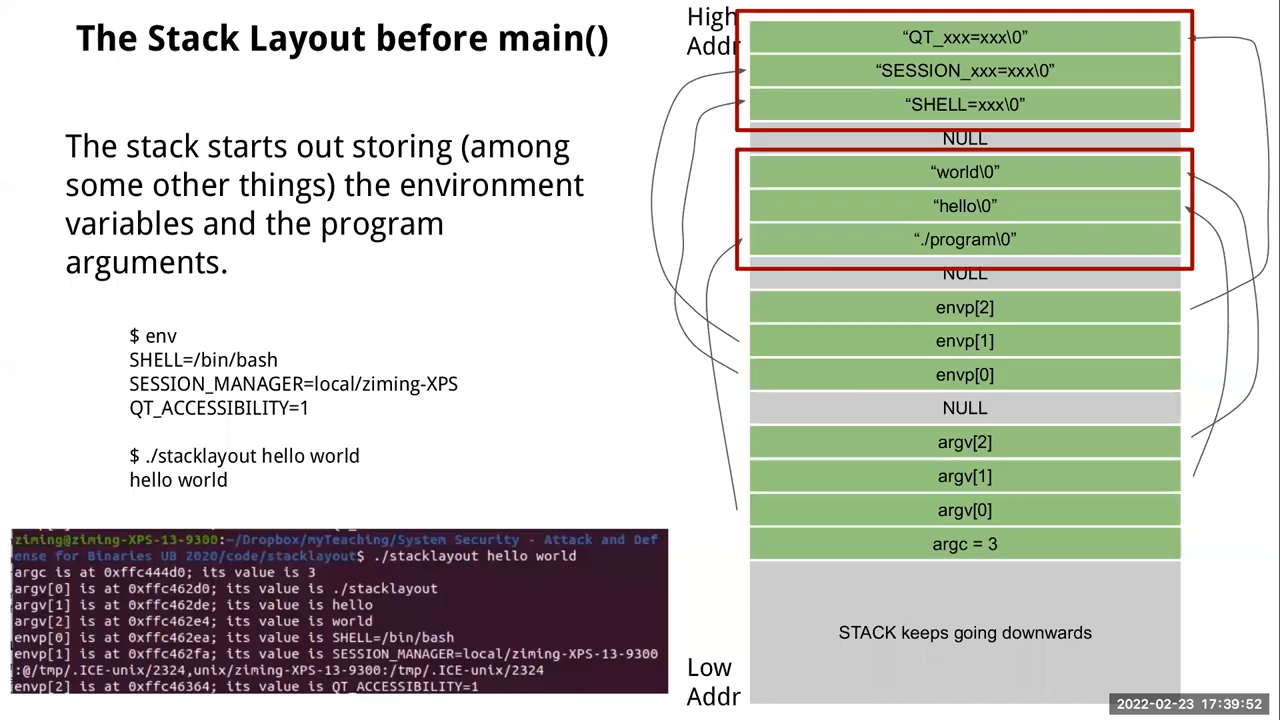 The Stack Layout before main()
The stack starts out storing (among
some other things) the environment
variables and the program
arguments.
$ env
SHELL=/bin/bash
SESSION_MANAGER=local/ziming-XPS
QT_ACCESSIBILITY=1
$ ./stacklayout hello world
hello world
ziming@ziming-XPS-13-9300:~/Dropbox/myTeaching/System Security - Attack and Def
ense for Binaries UB 2020/code/stacklayout$ ./stacklayout hello world
argc is at 0xffc444d0; its value is 3
argv[0] is at 0xffc462d0; its value is ./stacklayout
argv[1] is at 0xffc462de; its value is hello
argv[2] is at 0xffc462e4; its value is world
envp[0] is at 0xffc462ea; its value is SHELL=/bin/bash
envp[1] is at 0xffc462fa; its value is SESSION_MANAGER=local/ziming-XPS-13-9300
:@/tmp/.ICE-unix/2324,unix/ziming-XPS-13-9300:/tmp/.ICE-unix/2324
envp[2] is at 0xffc46364; its value is QT_ACCESSIBILITY=1
High
Addr
“QT_xxx=xxx\0”
“SESSION_xxx=xxx\0”
“SHELL=xxx\0”
NULL
“world\0”
“hello\0”
“./program\0”
NULL
envp[2]
envp[1]
envp[0]
NULL
argv[2]
argv[1]
argv[0]
argc = 3
STACK keeps going downwards
Low
Addr
2022-02-23 17:39:52